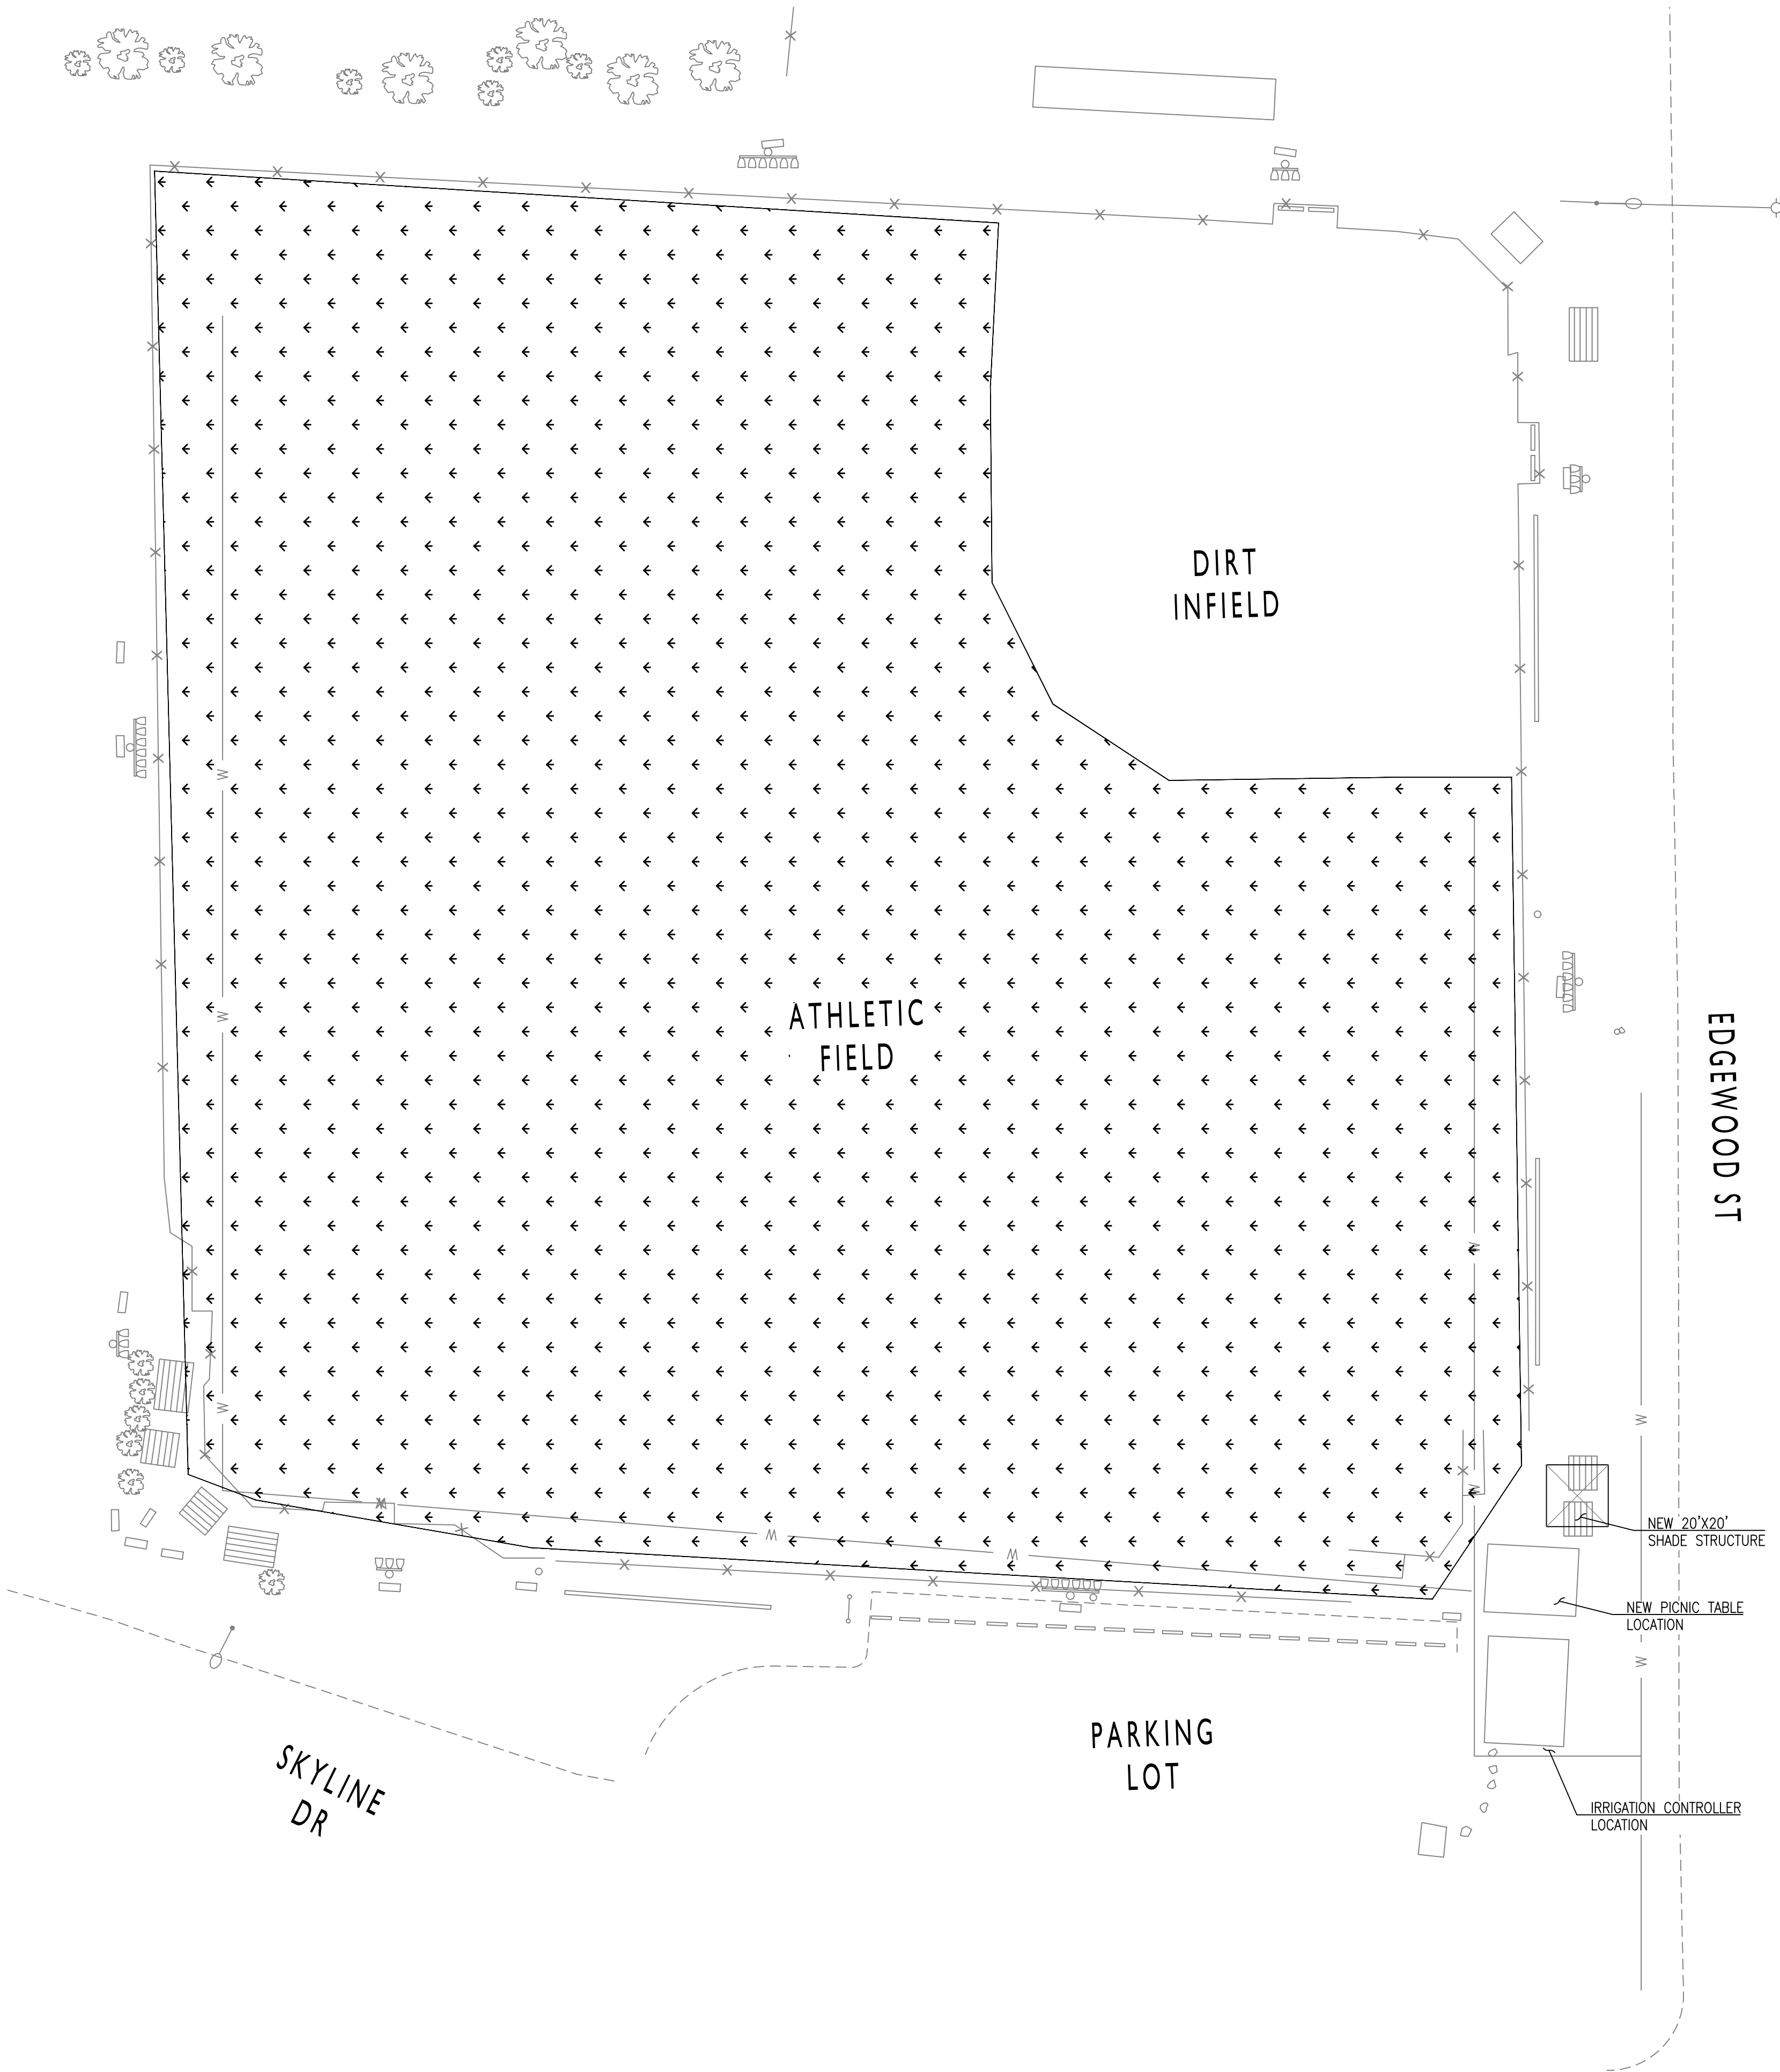 DIRT
INFIELD
ATHLETIC
FIELD
EDGEWOOD ST
NEW 20'X20'
SHADE STRUCTURE
NEW PICNIC TABLE
LOCATION
PARKING
LOT
SKYLINE
DR
IRRIGATION CONTROLLER
LOCATION
W
W
W
W
W
W
W
W
W
W
W